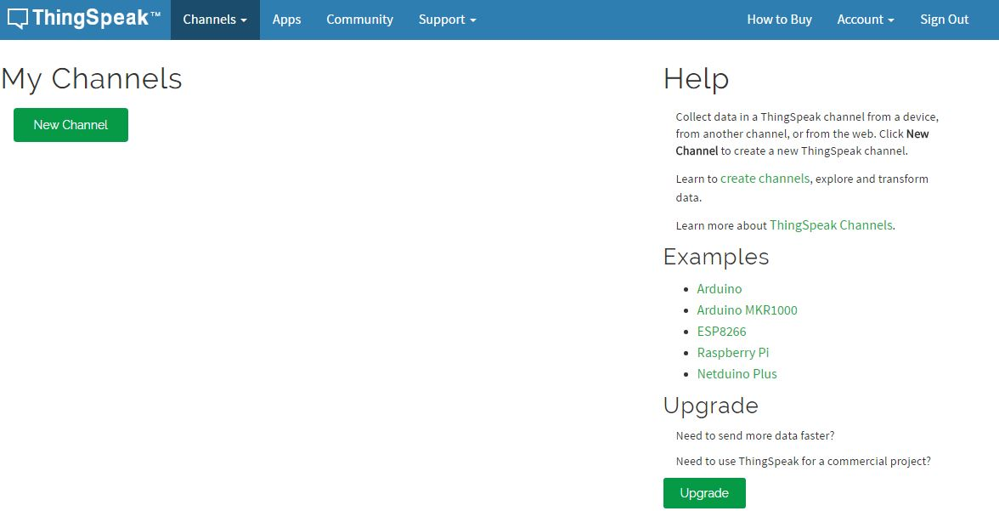 ThingSpeak™ Channels Apps Community Support How to Buy Account Sign Out
My Channels
New Channel
Help
Collect data in a ThingSpeak channel from a device,
from another channel, or from the web. Click New
Channel to create a new ThingSpeak channel.
Learn to create channels, explore and transform
data.
Learn more about ThingSpeak Channels.
Examples
Arduino
Arduino MKR1000
ESP8266
Raspberry Pi
Netduino Plus
Upgrade
Need to send more data faster?
Need to use ThingSpeak for a commercial project?
Upgrade